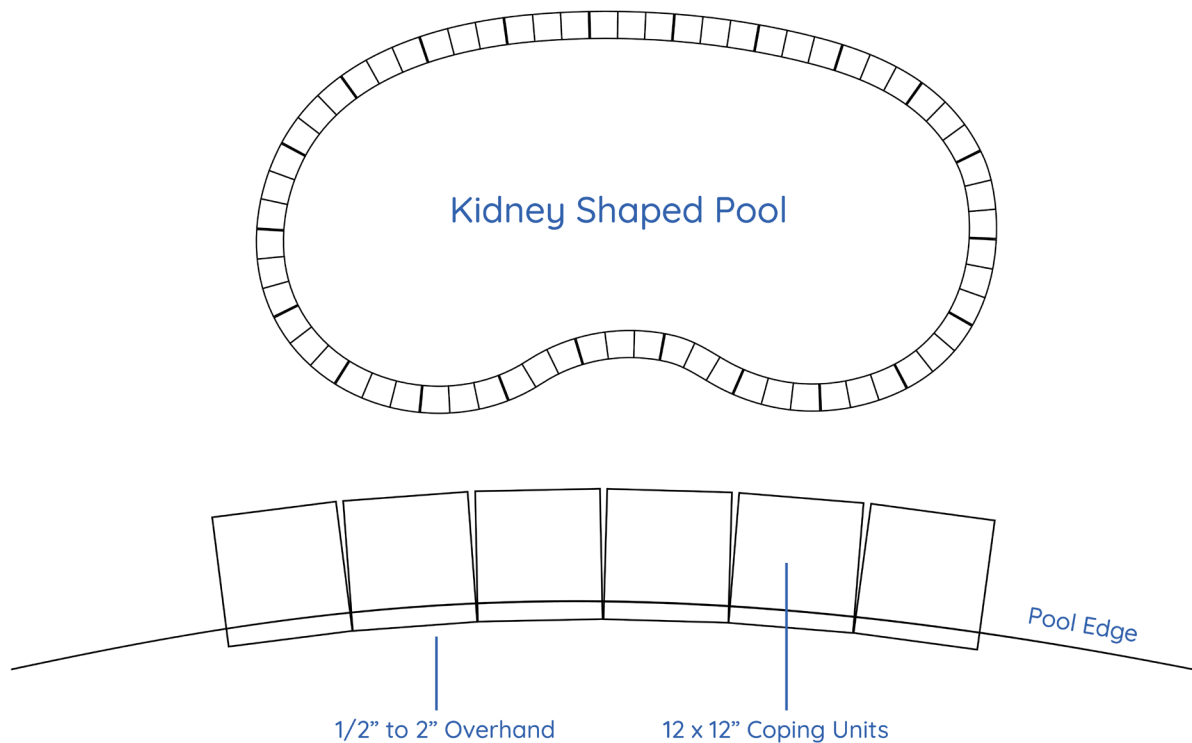 Kidney Shaped Pool
Pool Edge
1/2” to 2” Overhand
12 x 12” Coping Units